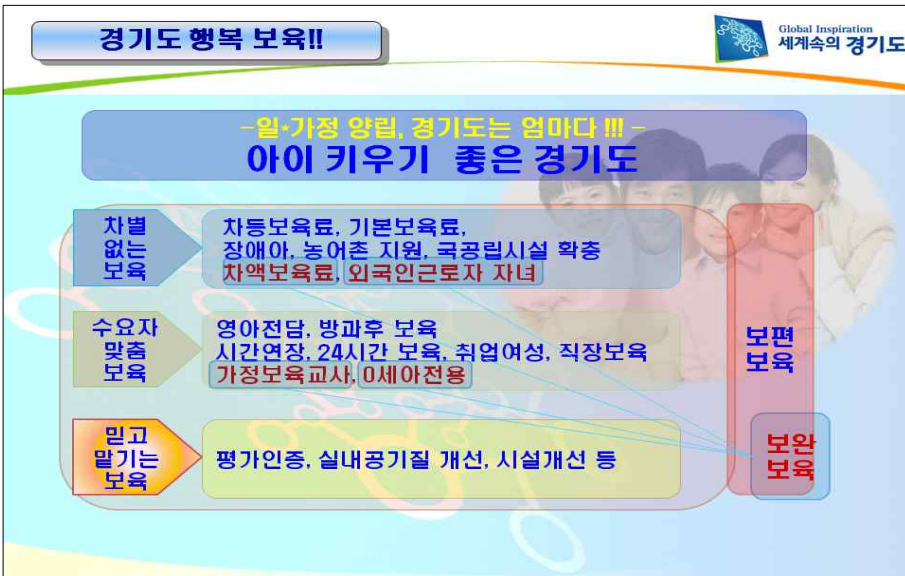 경기도 행복 보육!!
Global Inspiration
세계속의 경기도
-일·가정 양립, 경기도는 엄마다 !!! -
아이 키우기 좋은 경기도
차별
없는
보육
차등보육료, 기본보육료,
장애아, 농어촌 지원, 국공립시설 확충
차액보육료, 외국인근로자 자녀
수요자
맞춤
보육
영아전담, 방과후 보육
시간연장, 24시간 보육, 취업여성, 직장보육
가정보육교사, 0세아전용
보편
보육
믿고
맡기는
보육
평가인증, 실내공기질 개선, 시설개선 등
보완
보육